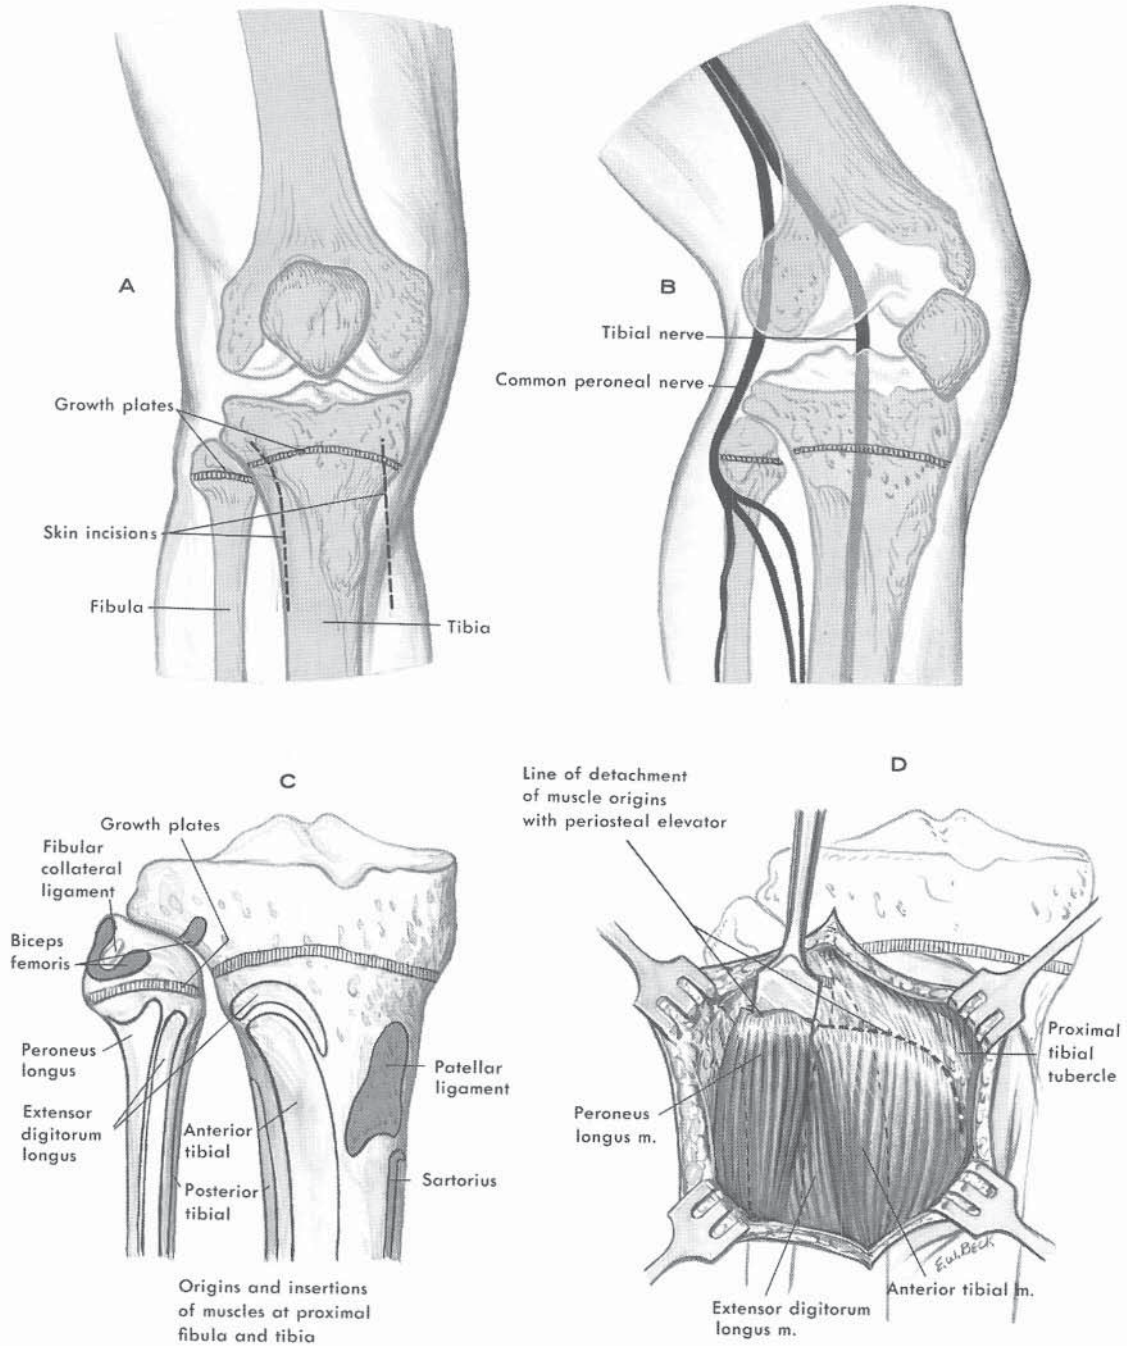 A
Growth plates
Skin incisions
Fibula
Tibia
B
Tibial nerve
Common peroneal nerve
C
Growth plates
Fibular
collateral
ligament
Biceps
femoris
Peroneus
longus
Extensor
digitorum
longus
Anterior
tibial
Posterior
tibial
Patellar
ligament
Sartorius
Origins and insertions
of muscles at proximal
fibula and tibia
D
Line of detachment
of muscle origins
with periosteal elevator
Proximal
tibial
tubercle
Peroneus
longus m.
E.W.BECK
Anterior tibial m.
Extensor digitorum
longus m.